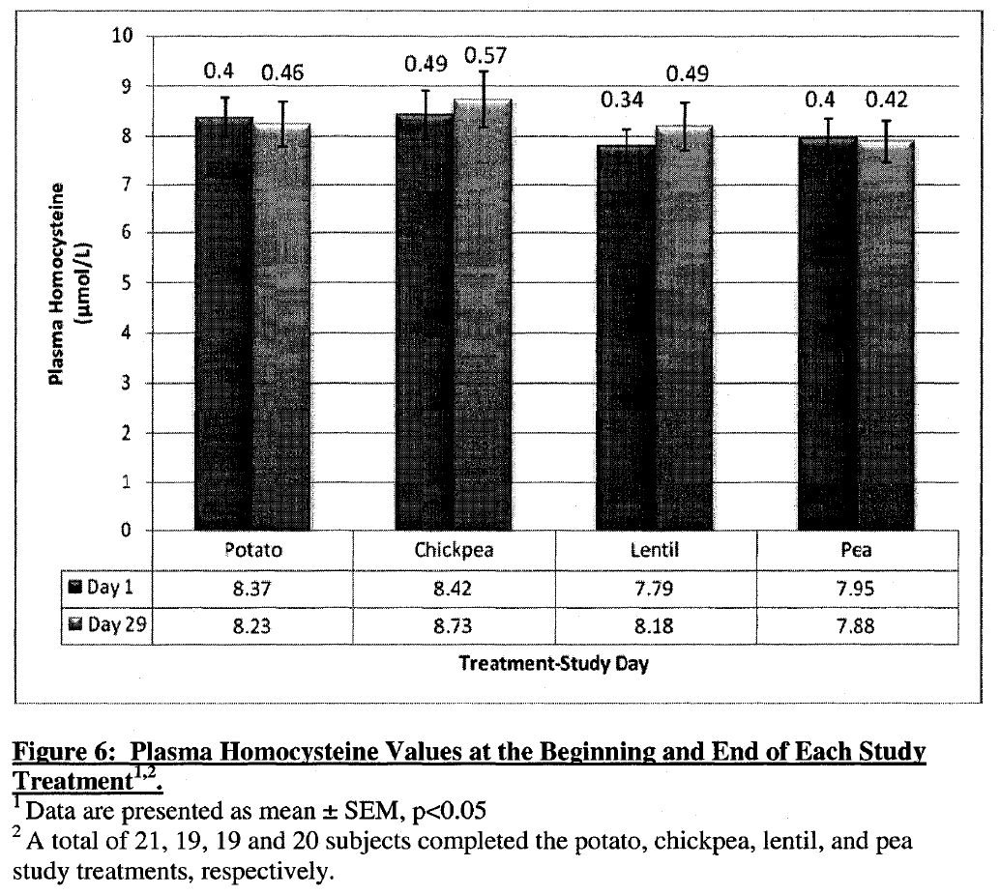 10
9
8
7
6
5
4
3
2
1
0
Plasma Homocysteine
(µmol/L)
0.4 0.46 0.49 0.57 0.34 0.49 0.4 0.42
Potato Chickpea Lentil Pea
Day 1 8.37 8.42 7.79 7.95
Day 29 8.23 8.73 8.18 7.88
Treatment-Study Day
Figure 6: Plasma Homocysteine Values at the Beginning and End of Each Study
Treatment1,2.
1 Data are presented as mean ± SEM, p<0.05
2 A total of 21, 19, 19 and 20 subjects completed the potato, chickpea, lentil, and pea
study treatments, respectively.